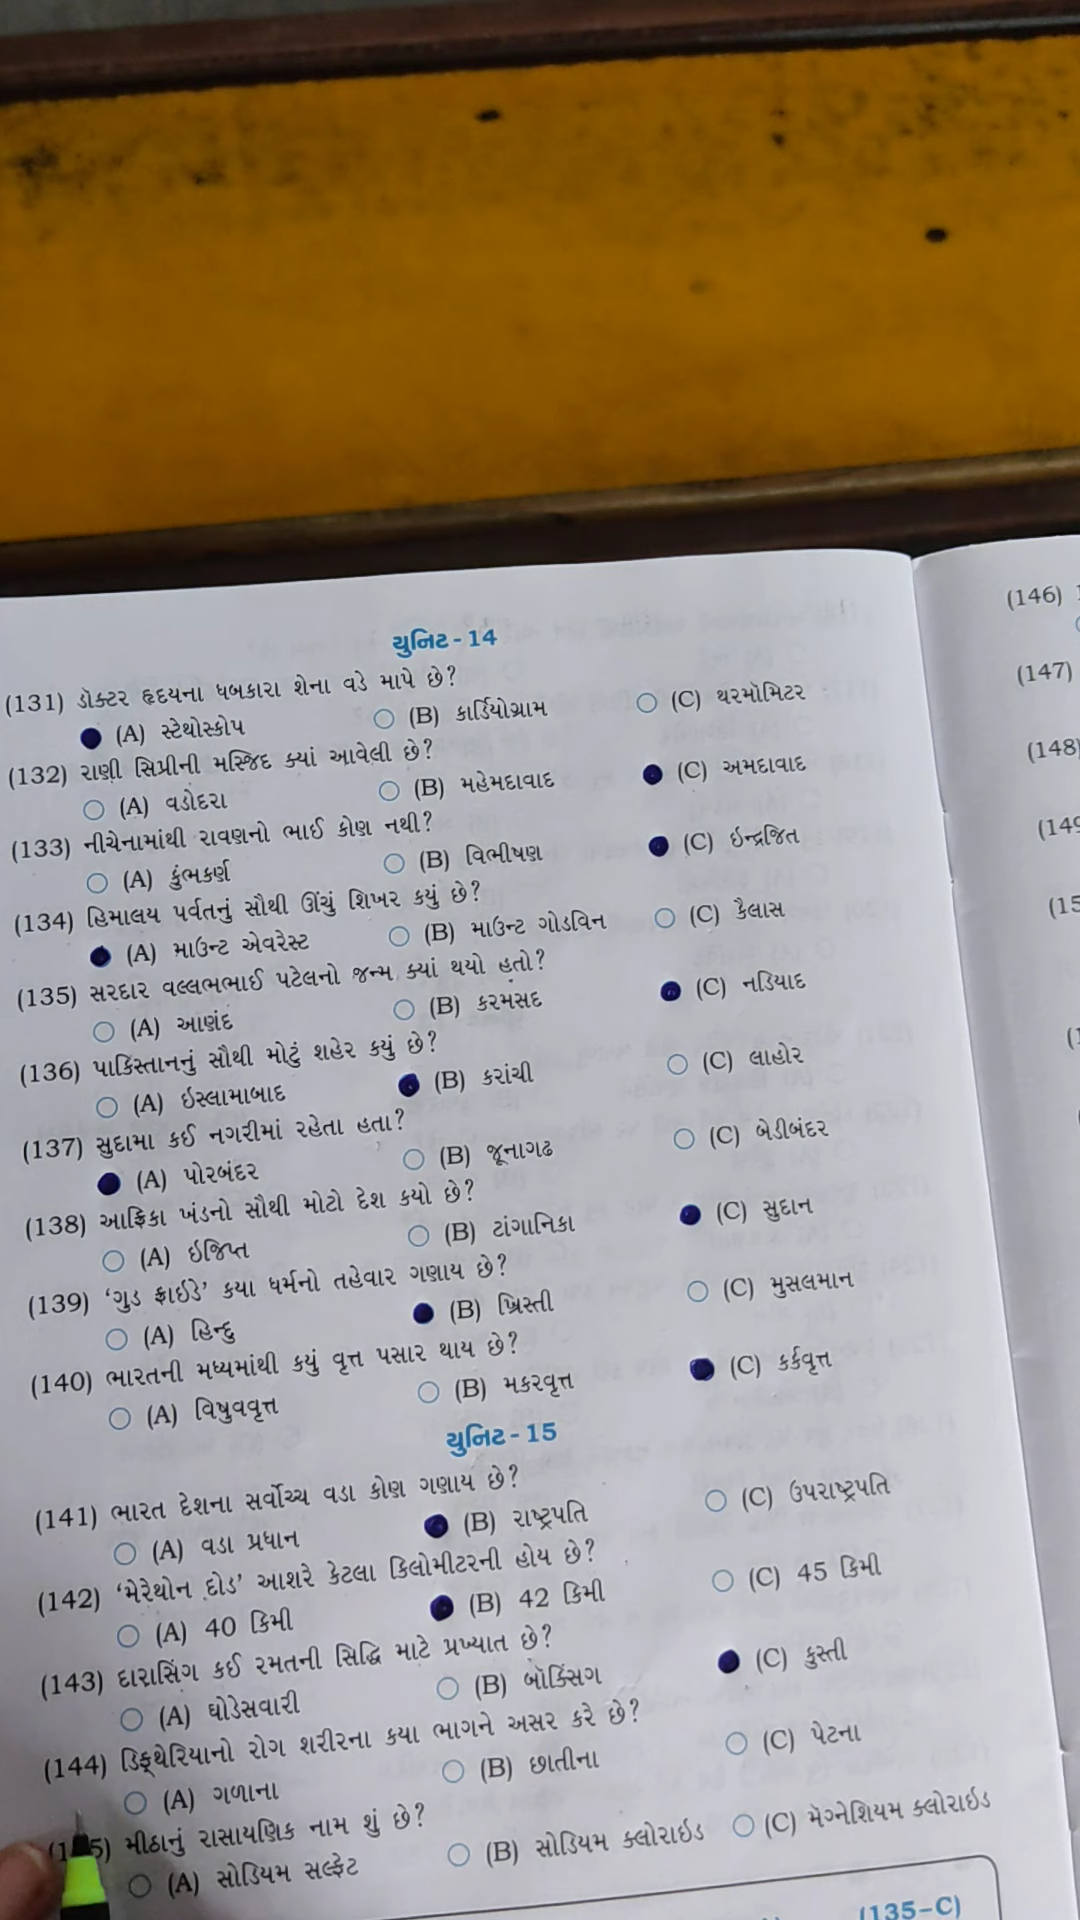 યુનિટ - 14
(131) ડૉક્ટર હૃદયના ધબકારા શેના વડે માપે છે?
(A) સ્ટેથોસ્કોપ (B) કાર્ડિયોગ્રામ (C) થરમૉમિટર
(132) રાણી સિપ્રીની મસ્જિદ ક્યાં આવેલી છે?
(A) વડોદરા (B) મહેમદાવાદ (C) અમદાવાદ
(133) નીચેનામાંથી રાવણનો ભાઈ કોણ નથી?
(A) કુંભકર્ણ (B) વિભીષણ (C) ઇન્દ્રજિત
(134) હિમાલય પર્વતનું સૌથી ઊંચું શિખર કયું છે?
(A) માઉન્ટ એવરેસ્ટ (B) માઉન્ટ ગોડવિન (C) કૈલાસ
(135) સરદાર વલ્લભભાઈ પટેલનો જન્મ ક્યાં થયો હતો?
(A) આણંદ (B) કરમસદ (C) નડિયાદ
(136) પાકિસ્તાનનું સૌથી મોટું શહેર કયું છે?
(A) ઇસ્લામાબાદ (B) કરાંચી (C) લાહોર
(137) સુદામા કઈ નગરીમાં રહેતા હતા?
(A) પોરબંદર (B) જૂનાગઢ (C) બેડીબંદર
(138) આફ્રિકા ખંડનો સૌથી મોટો દેશ કયો છે?
(A) ઇજિપ્ત (B) ટાંગાનિકા (C) સુદાન
(139) ‘ગુડ ફ્રાઈડે’ કયા ધર્મનો તહેવાર ગણાય છે?
(A) હિન્દુ (B) ખ્રિસ્તી (C) મુસલમાન
(140) ભારતની મધ્યમાંથી કયું વૃત્ત પસાર થાય છે?
(A) વિષુવવૃત્ત (B) મકરવૃત્ત (C) કર્કવૃત્ત
યુનિટ - 15
(141) ભારત દેશના સર્વોચ્ચ વડા કોણ ગણાય છે?
(A) વડા પ્રધાન (B) રાષ્ટ્રપતિ (C) ઉપરાષ્ટ્રપતિ
(142) ‘મેરેથોન દોડ’ આશરે કેટલા કિલોમીટરની હોય છે?
(A) 40 કિમી (B) 42 કિમી (C) 45 કિમી
(143) દારાસિંગ કઈ રમતની સિદ્ધિ માટે પ્રખ્યાત છે?
(A) ઘોડેસવારી (B) બૉક્સિંગ (C) કુસ્તી
(144) ડિફ્થેરિયાનો રોગ શરીરના કયા ભાગને અસર કરે છે?
(A) ગળાના (B) છાતીના (C) પેટના
મીઠાનું રાસાયણિક નામ શું છે?
(A) સોડિયમ સલ્ફેટ (B) સોડિયમ ક્લોરાઇડ (C) મૅગ્નેશિયમ ક્લોરાઇડ
(135-C)
(146)
(147)
(148)